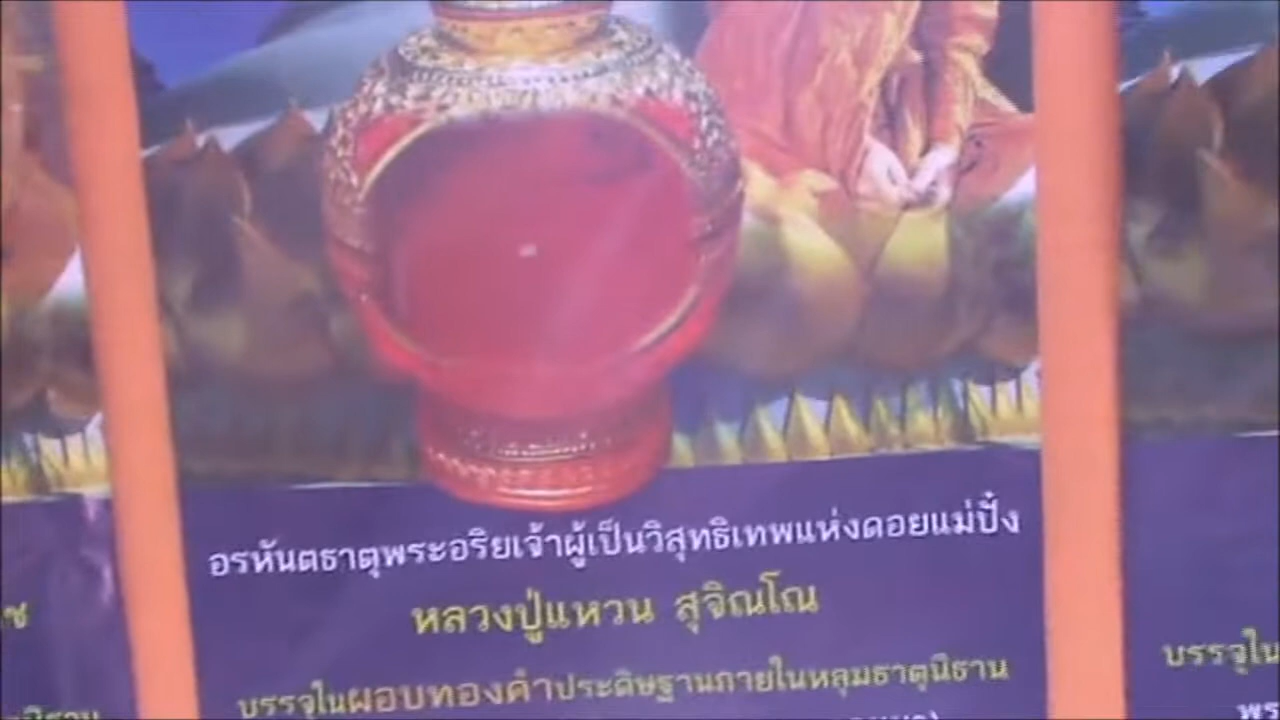 อรหันตธาตุพระอริยเจ้าผู้เป็นวิสุทธิเทพแห่งดอยแม่ปั๋ง
หลวงปู่แหวน สุจิณโณ
บรรจุในผอบทองคำประดิษฐานภายในหลุมธาตุนิธาน
บรรจุใน